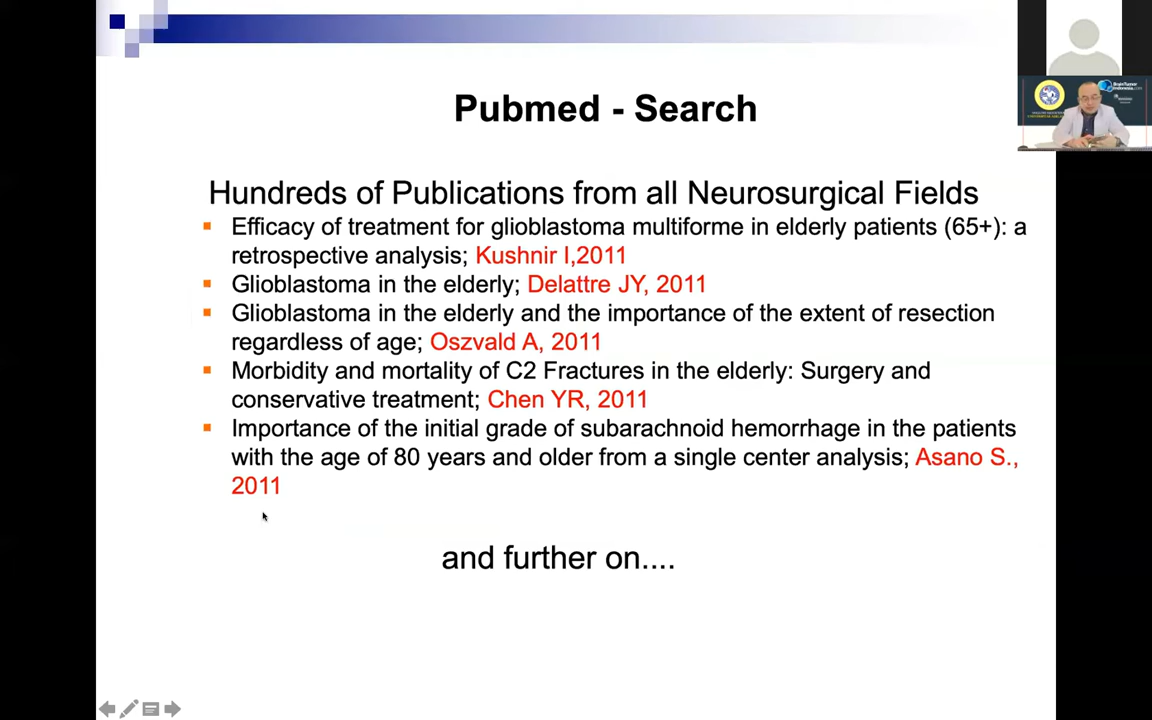 Pubmed - Search
Hundreds of Publications from all Neurosurgical Fields
Efficacy of treatment for glioblastoma multiforme in elderly patients (65+): a
retrospective analysis; Kushnir I,2011
Glioblastoma in the elderly; Delattre JY, 2011
Glioblastoma in the elderly and the importance of the extent of resection
regardless of age; Oszvald A, 2011
Morbidity and mortality of C2 Fractures in the elderly: Surgery and
conservative treatment; Chen YR, 2011
Importance of the initial grade of subarachnoid hemorrhage in the patients
with the age of 80 years and older from a single center analysis; Asano S.,
2011
and further on....